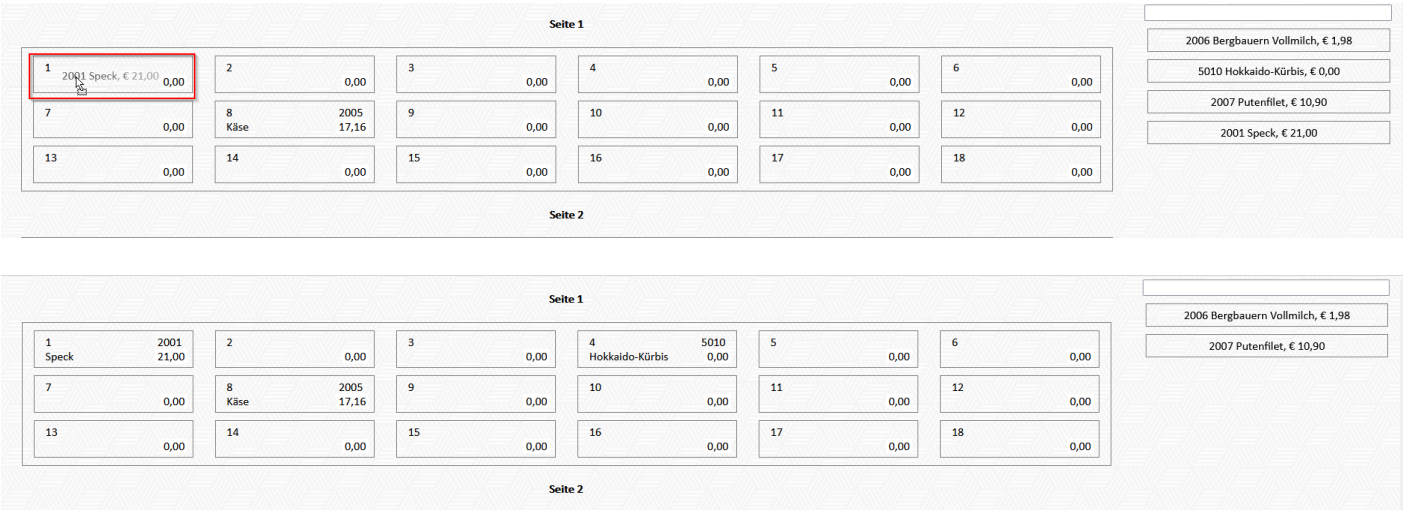 Seite 1
2006 Bergbauern Vollmilch, € 1,98
5010 Hokkaido-Kürbis, € 0,00
2007 Putenfilet, € 10,90
2001 Speck, € 21,00
1 2 3 4 5 6
2001 Speck, € 21,00
0,00 0,00 0,00 0,00 0,00 0,00
7 8 2005 9 10 11 12
0,00 Käse 17,16 0,00 0,00 0,00 0,00
13 14 15 16 17 18
0,00 0,00 0,00 0,00 0,00 0,00
Seite 2
Seite 1
2006 Bergbauern Vollmilch, € 1,98
2007 Putenfilet, € 10,90
1 2001 2 3 4 5010 5 6
Speck 21,00 0,00 0,00 Hokkaido-Kürbis 0,00 0,00 0,00
7 8 2005 9 10 11 12
0,00 Käse 17,16 0,00 0,00 0,00 0,00
13 14 15 16 17 18
0,00 0,00 0,00 0,00 0,00 0,00
Seite 2